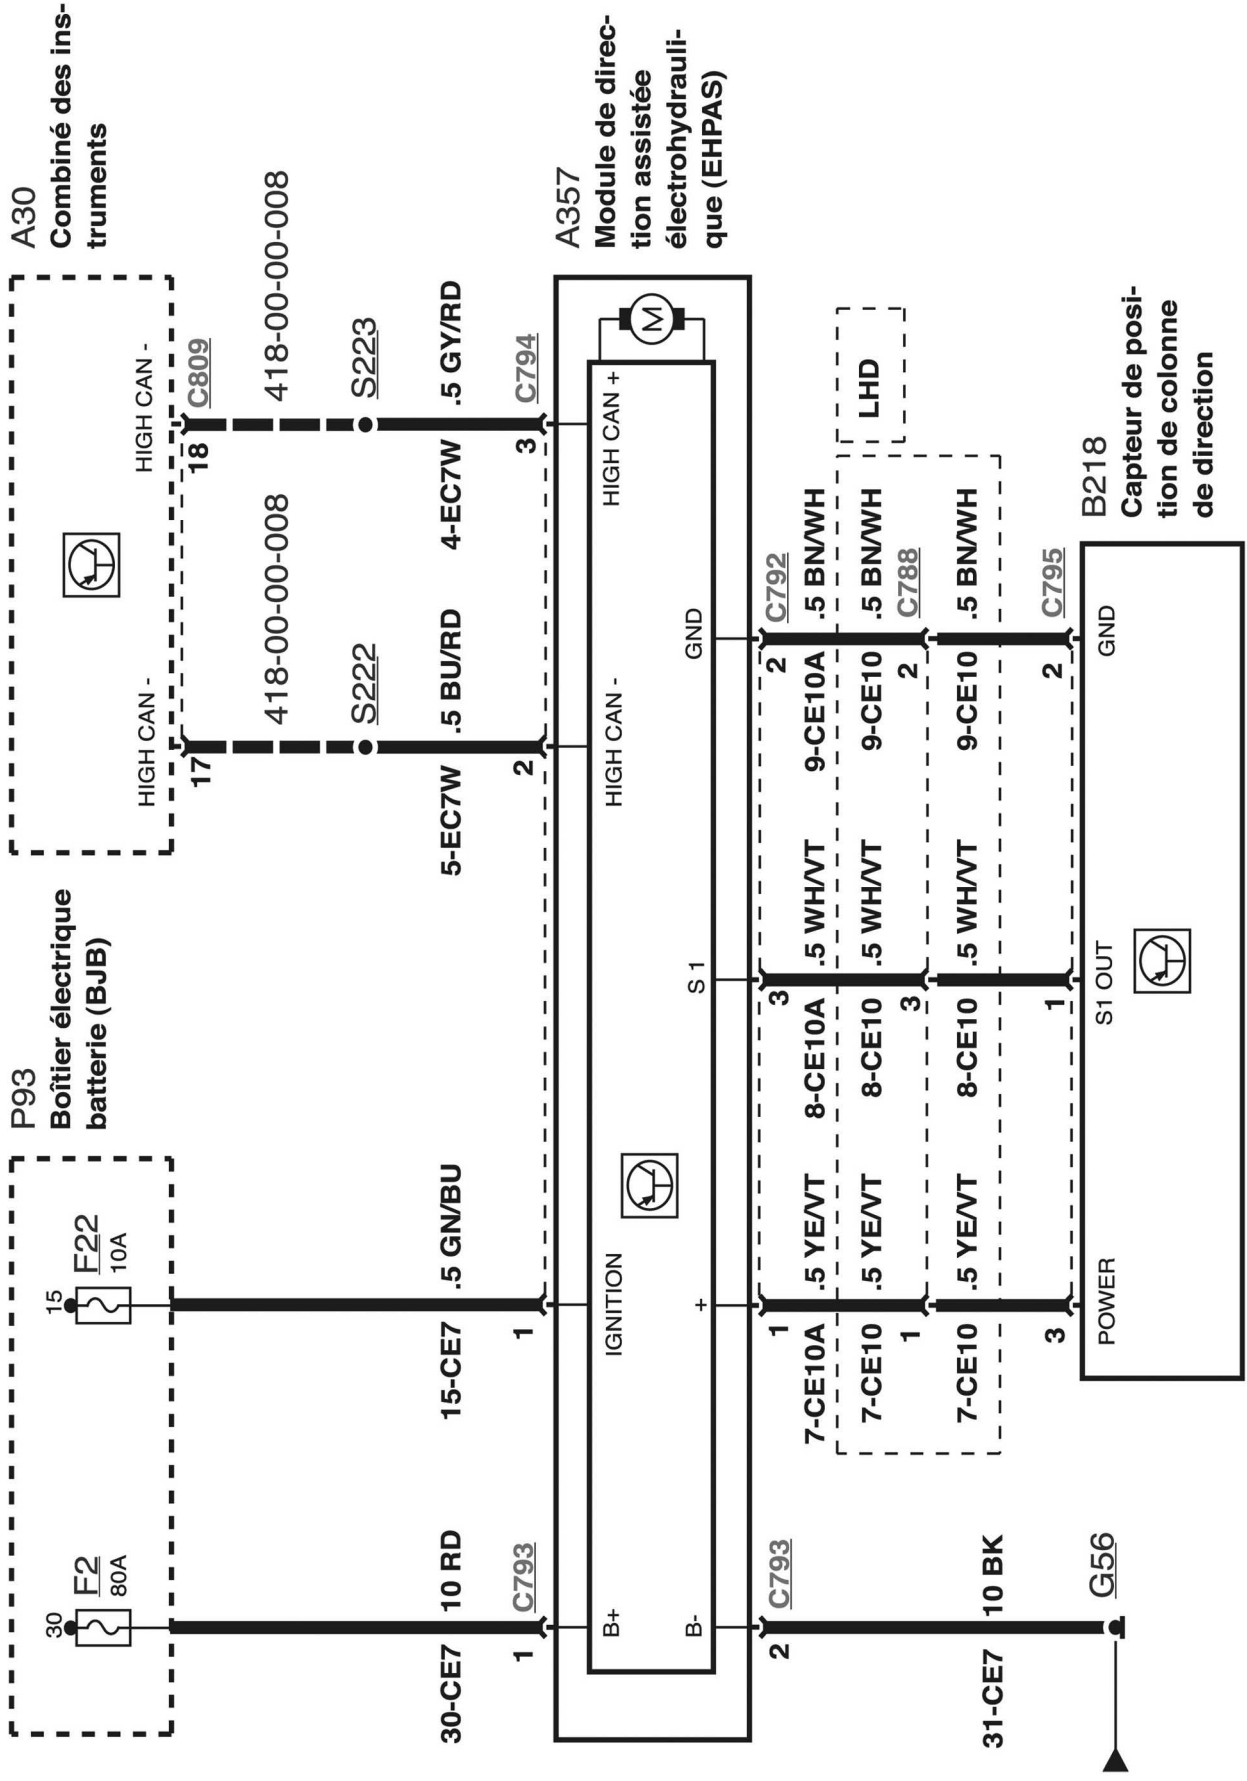 P93
Boîtier électrique
batterie (BJB)
30
F2
80A
15
F22
10A
A30
Combiné des ins-
truments
HIGH CAN -
HIGH CAN -
17
18
C809
418-00-00-008
418-00-00-008
S222
S223
30-CE7
10 RD
15-CE7
.5 GN/BU
5-EC7W
.5 BU/RD
4-EC7W
.5 GY/RD
1
C793
1
2
3
C794
A357
Module de direc-
tion assistée
électrohydrauli-
que (EHPAS)
B+
IGNITION
HIGH CAN -
HIGH CAN +
M
B-
+
S 1
GND
2
C793
1
3
2
C792
7-CE10A
.5 YE/VT
8-CE10A
.5 WH/VT
9-CE10A
.5 BN/WH
LHD
7-CE10
.5 YE/VT
8-CE10
.5 WH/VT
9-CE10
.5 BN/WH
1
3
2
C788
7-CE10
.5 YE/VT
8-CE10
.5 WH/VT
9-CE10
.5 BN/WH
31-CE7
10 BK
3
1
2
C795
G56
B218
Capteur de posi-
tion de colonne
de direction
POWER
S1 OUT
GND